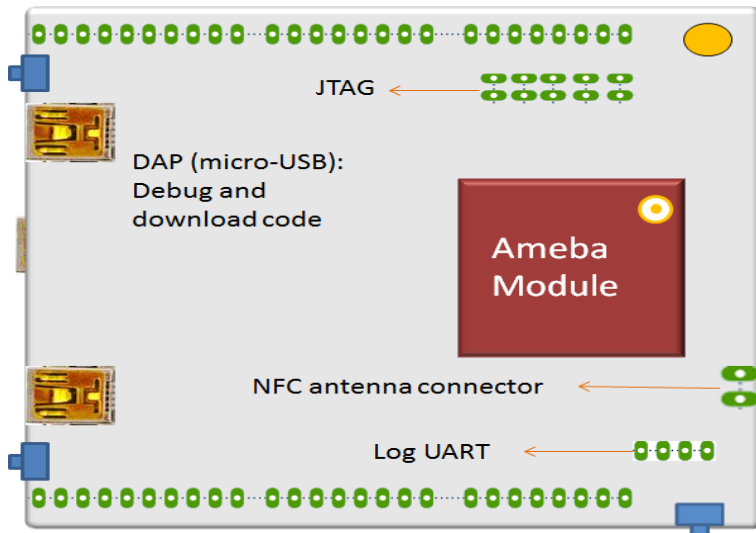 JTAG
DAP (micro-USB):
Debug and
download code
Ameba
Module
NFC antenna connector
Log UART